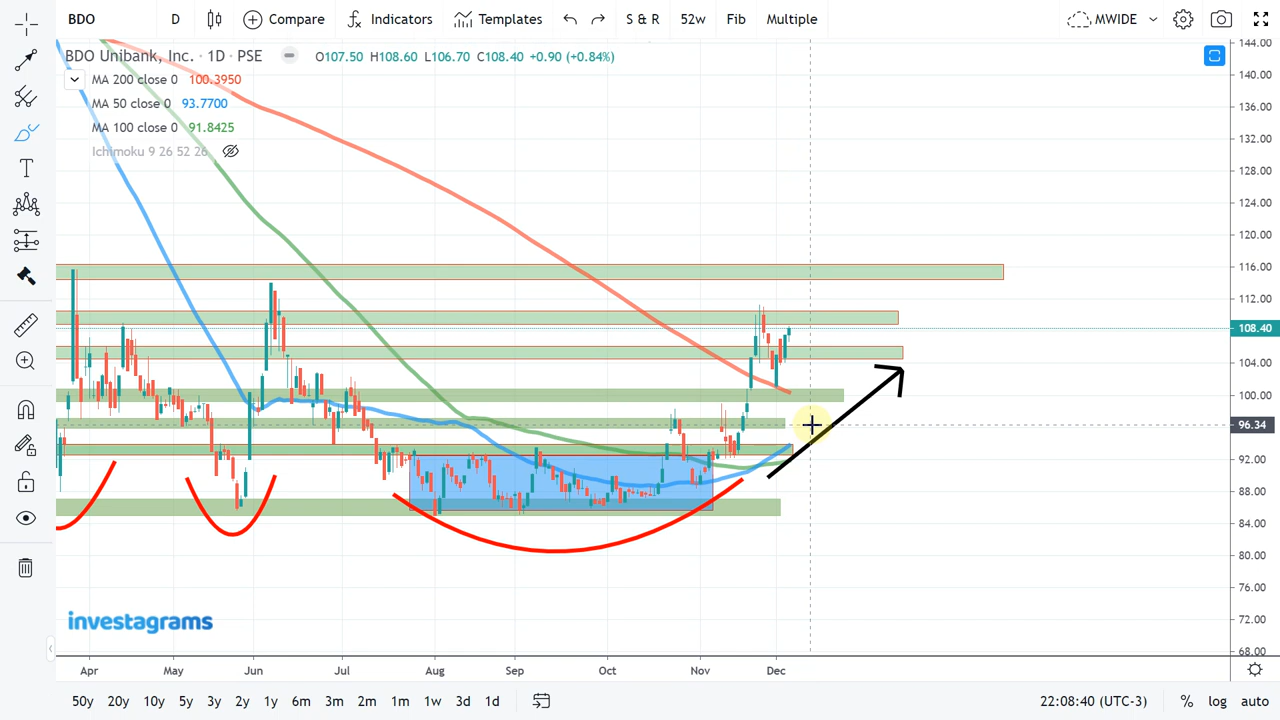 BDO D Compare Indicators Templates S & R 52w Fib Multiple MWIDE
BDO Unibank, Inc. · 1D · PSE O107.50 H108.60 L106.70 C108.40 +0.90 (+0.84%)
MA 200 close 0 100.3950
MA 50 close 0 93.7700
MA 100 close 0 91.8425
Ichimoku 9 26 52 26
144.00
140.00
136.00
132.00
128.00
124.00
120.00
116.00
112.00
108.40
104.00
100.00
96.34
92.00
88.00
84.00
80.00
76.00
72.00
68.00
investagrams
Apr May Jun Jul Aug Sep Oct Nov Dec
50y 20y 10y 5y 3y 2y 1y 6m 3m 2m 1m 1w 3d 1d 22:08:40 (UTC-3) % log auto